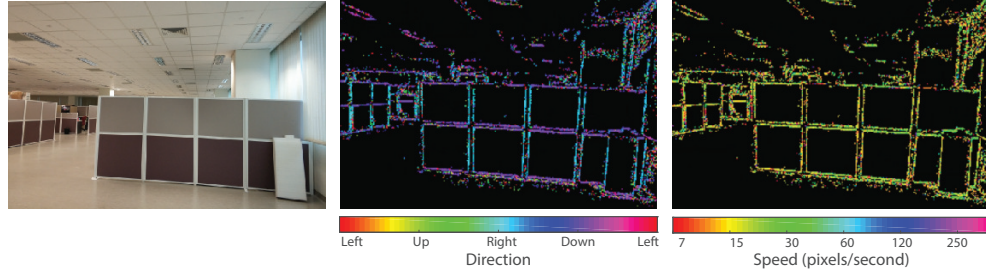 Left Up Right Down Left
Direction
7 15 30 60 120 250
Speed (pixels/second)